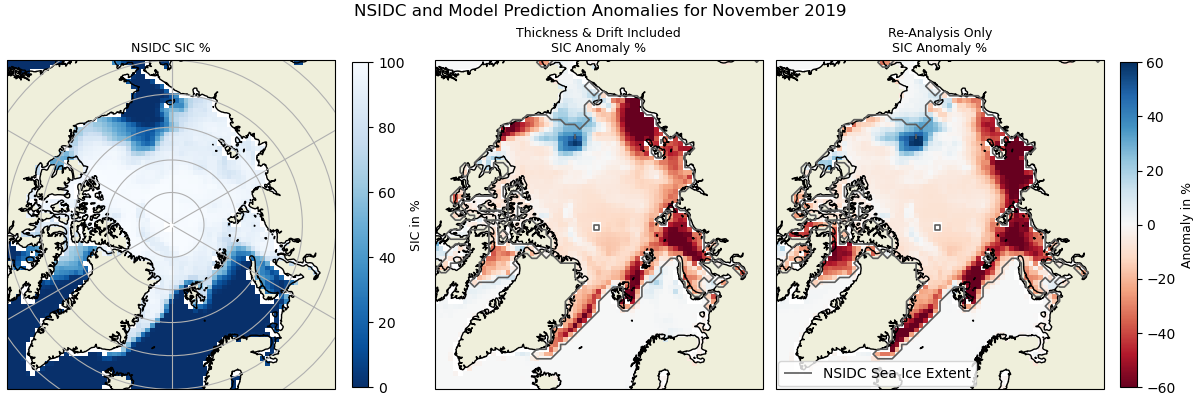 NSIDC and Model Prediction Anomalies for November 2019
NSIDC SIC %
100
80
60
40
20
0
SIC in %
Thickness & Drift Included
SIC Anomaly %
Re-Analysis Only
SIC Anomaly %
NSIDC Sea Ice Extent
60
40
20
0
−20
−40
−60
Anomaly in %